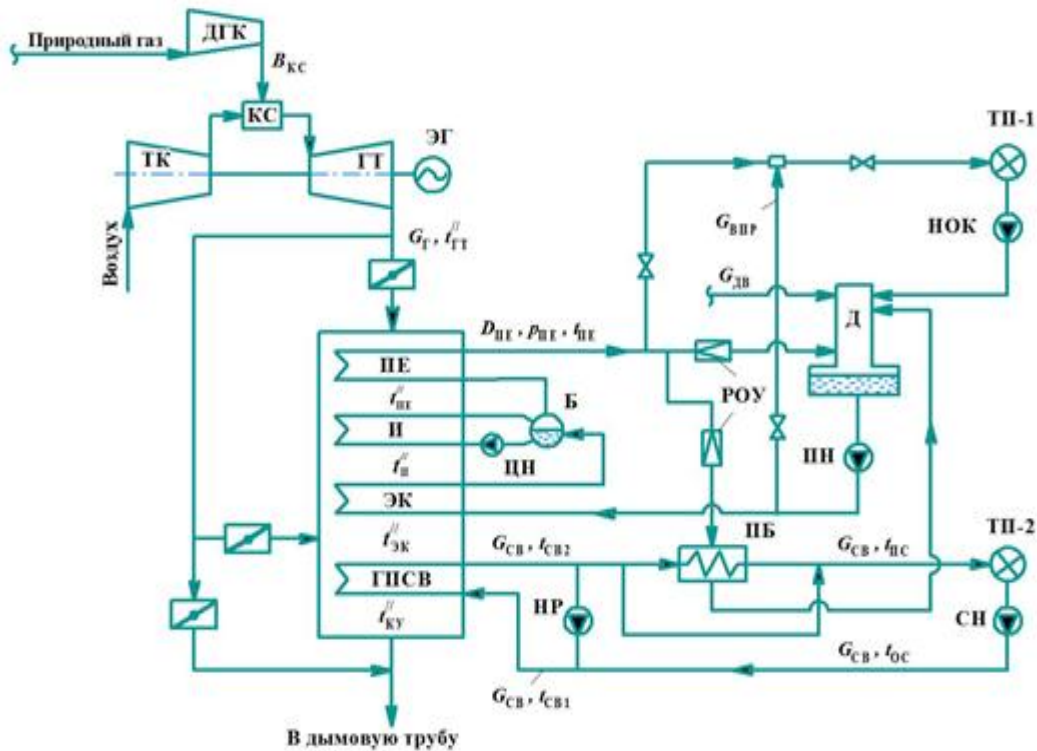 ДГК
Природный газ
B_КС
КС
ЭГ
ТП-1
ТК
ГТ
G_ВПР
НОК
Воздух
G_Г , t''_ГТ
G_ДВ
Д
D_ПЕ , p_ПЕ , t_ПЕ
ПЕ
РОУ
t''_ПЕ
Б
И
ПН
t''_И
ЦН
ЭК
ПБ
ТП-2
t''_ЭК
G_СВ , t_СВ2
G_СВ , t_ПС
ГПСВ
НР
СН
t''_КУ
G_СВ , t_ОС
G_СВ , t_СВ1
В дымовую трубу